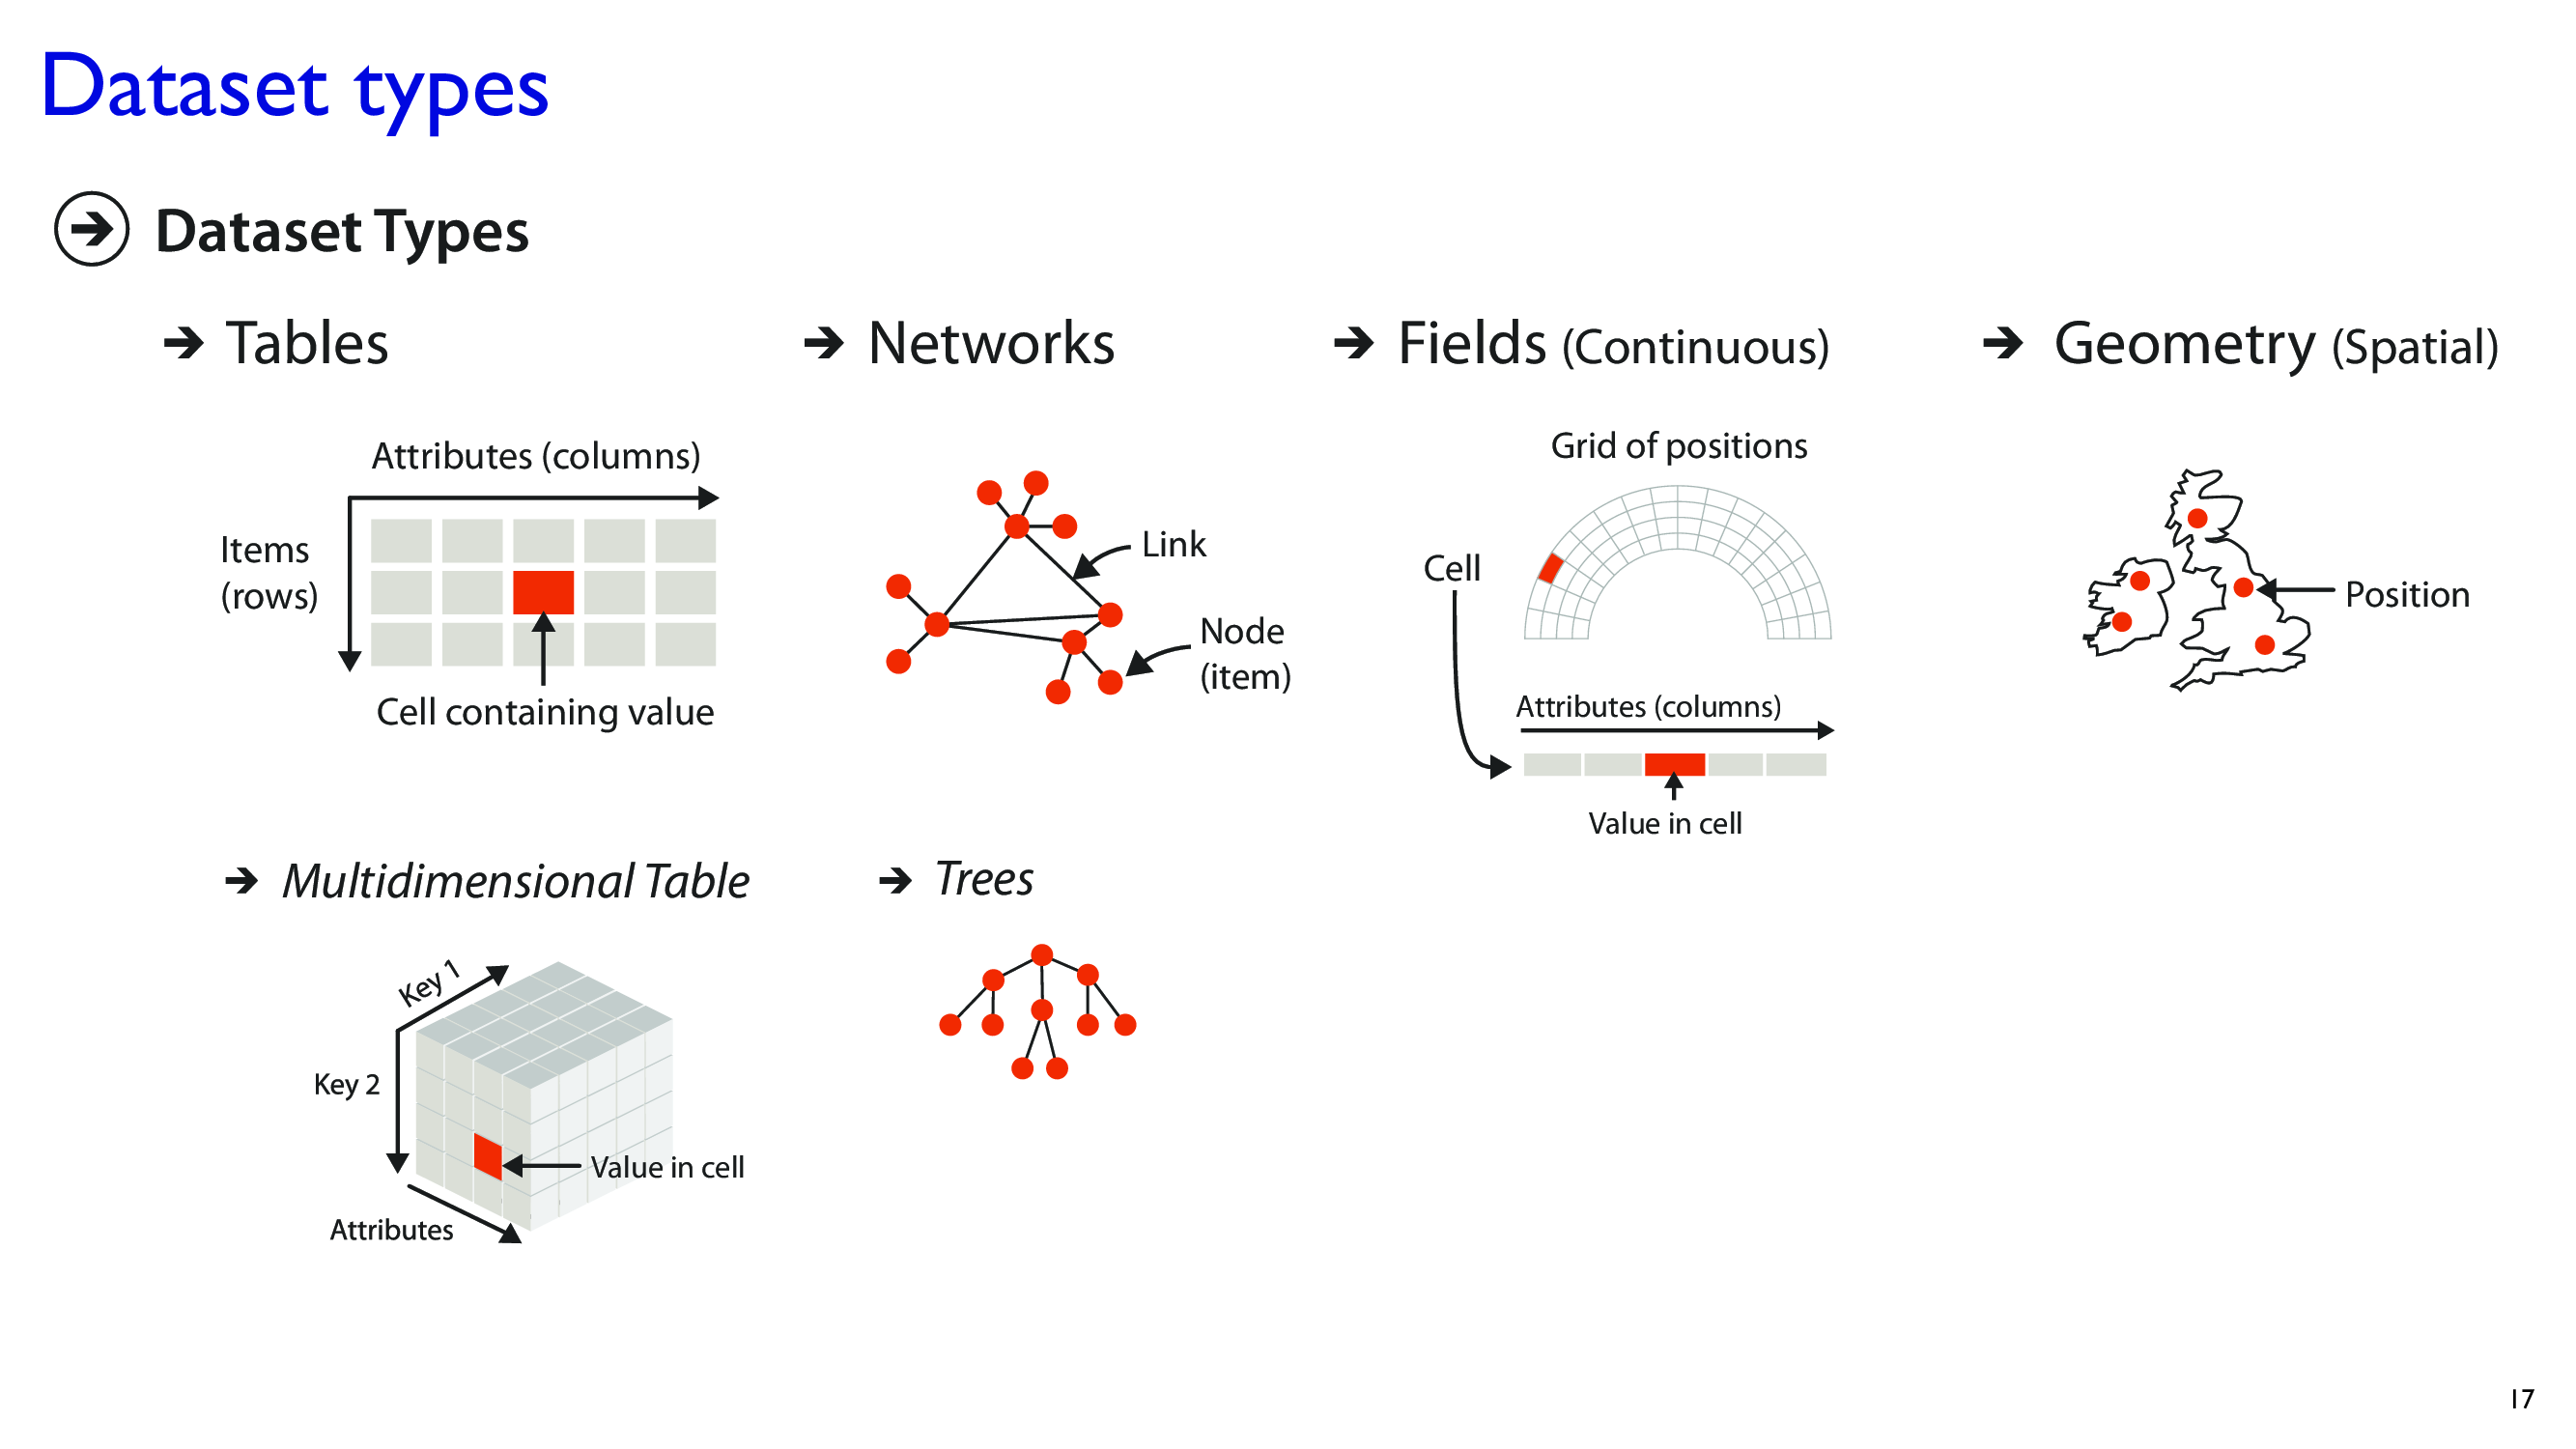 Dataset types
Dataset Types
Tables
Attributes (columns)
Items
(rows)
Cell containing value
Multidimensional Table
Key 1
Key 2
Attributes
Value in cell
Networks
Link
Node
(item)
Trees
Fields (Continuous)
Grid of positions
Cell
Attributes (columns)
Value in cell
Geometry (Spatial)
Position
17